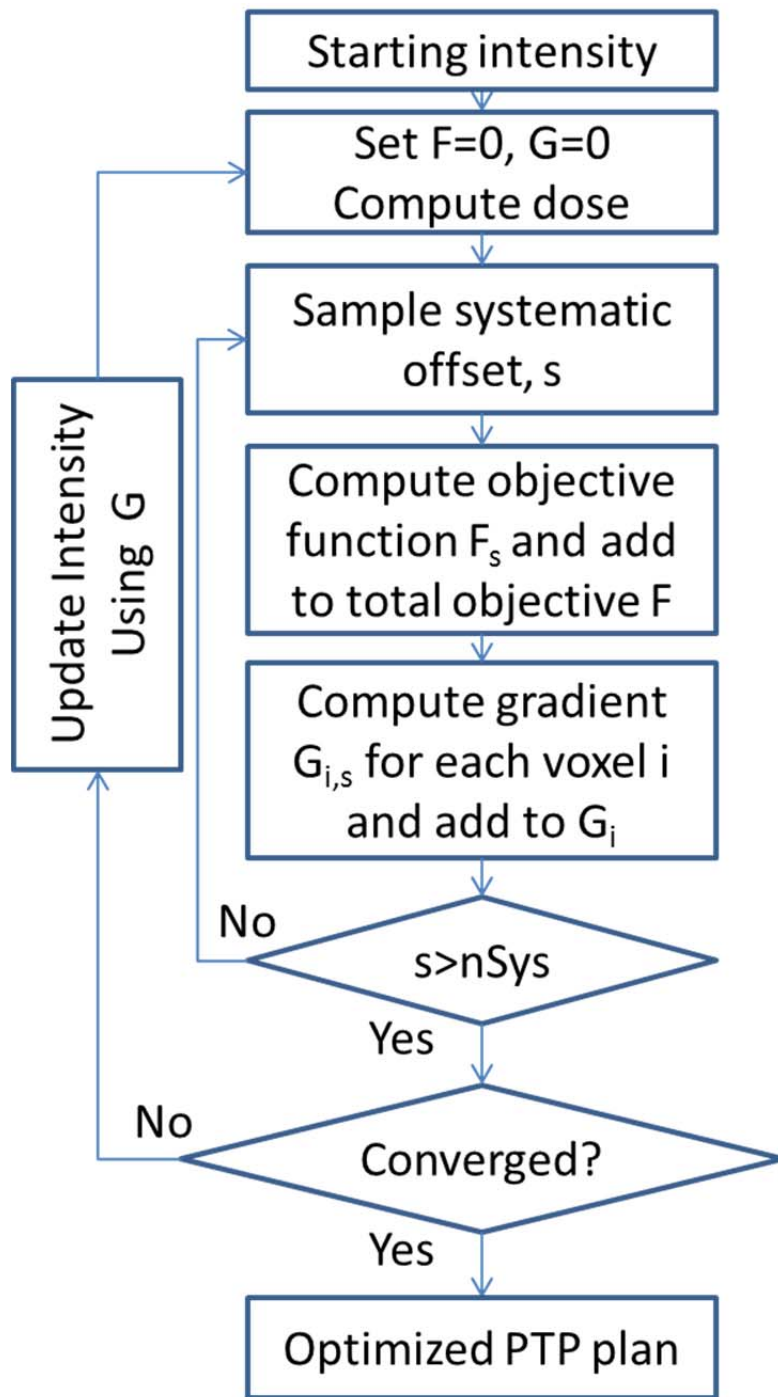 Starting intensity
Set F=0, G=0
Compute dose
Sample systematic
offset, s
Compute objective
function Fₛ and add
to total objective F
Compute gradient
Gᵢ,ₛ for each voxel i
and add to Gᵢ
No
s>nSys
Yes
No
Converged?
Yes
Optimized PTP plan
Update Intensity
Using G